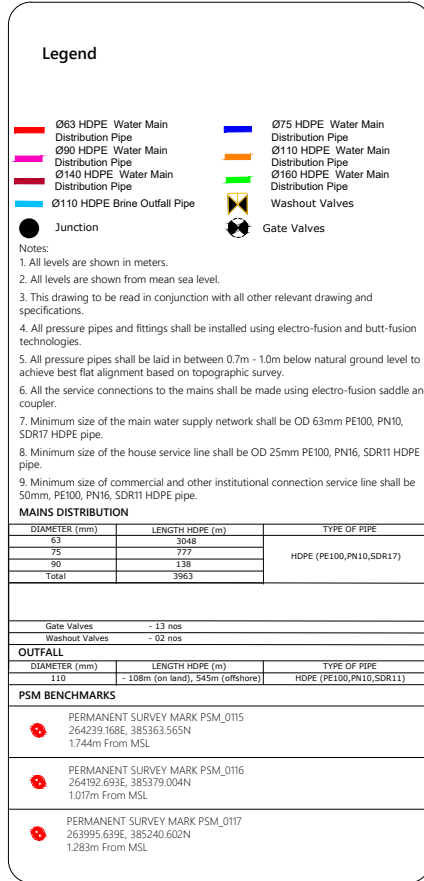 Legend
Ø63 HDPE  Water Main
Distribution Pipe
Ø75 HDPE  Water Main
Distribution Pipe
Ø90 HDPE  Water Main
Distribution Pipe
Ø110 HDPE  Water Main
Distribution Pipe
Ø140 HDPE  Water Main
Distribution Pipe
Ø160 HDPE  Water Main
Distribution Pipe
Ø110 HDPE Brine Outfall Pipe
Washout Valves
Junction
Gate Valves
Notes:
1. All levels are shown in meters.
2. All levels are shown from mean sea level.
3. This drawing to be read in conjunction with all other relevant drawing and
specifications.
4. All pressure pipes and fittings shall be installed using electro-fusion and butt-fusion
technologies.
5. All pressure pipes shall be laid in between 0.7m - 1.0m below natural ground level to
achieve best flat alignment based on topographic survey.
6. All the service connections to the mains shall be made using electro-fusion saddle an
coupler.
7. Minimum size of the main water supply network shall be OD 63mm PE100, PN10,
SDR17 HDPE pipe.
8. Minimum size of the house service line shall be OD 25mm PE100, PN16, SDR11 HDPE
pipe.
9. Minimum size of commercial and other institutional connection service line shall be
50mm, PE100, PN16, SDR11 HDPE pipe.
MAINS DISTRIBUTION
DIAMETER (mm) LENGTH HDPE (m) TYPE OF PIPE
63 3048
75 777
HDPE (PE100,PN10,SDR17)
90 138
Total 3963
Gate Valves - 13 nos
Washout Valves - 02 nos
OUTFALL
DIAMETER (mm) LENGTH HDPE (m) TYPE OF PIPE
110 - 108m (on land), 545m (offshore) HDPE (PE100,PN10,SDR11)
PSM BENCHMARKS
PERMANENT SURVEY MARK PSM_0115
264239.168E, 385363.565N
1.744m From MSL
PERMANENT SURVEY MARK PSM_0116
264192.693E, 385379.004N
1.017m From MSL
PERMANENT SURVEY MARK PSM_0117
263995.639E, 385240.602N
1.283m From MSL